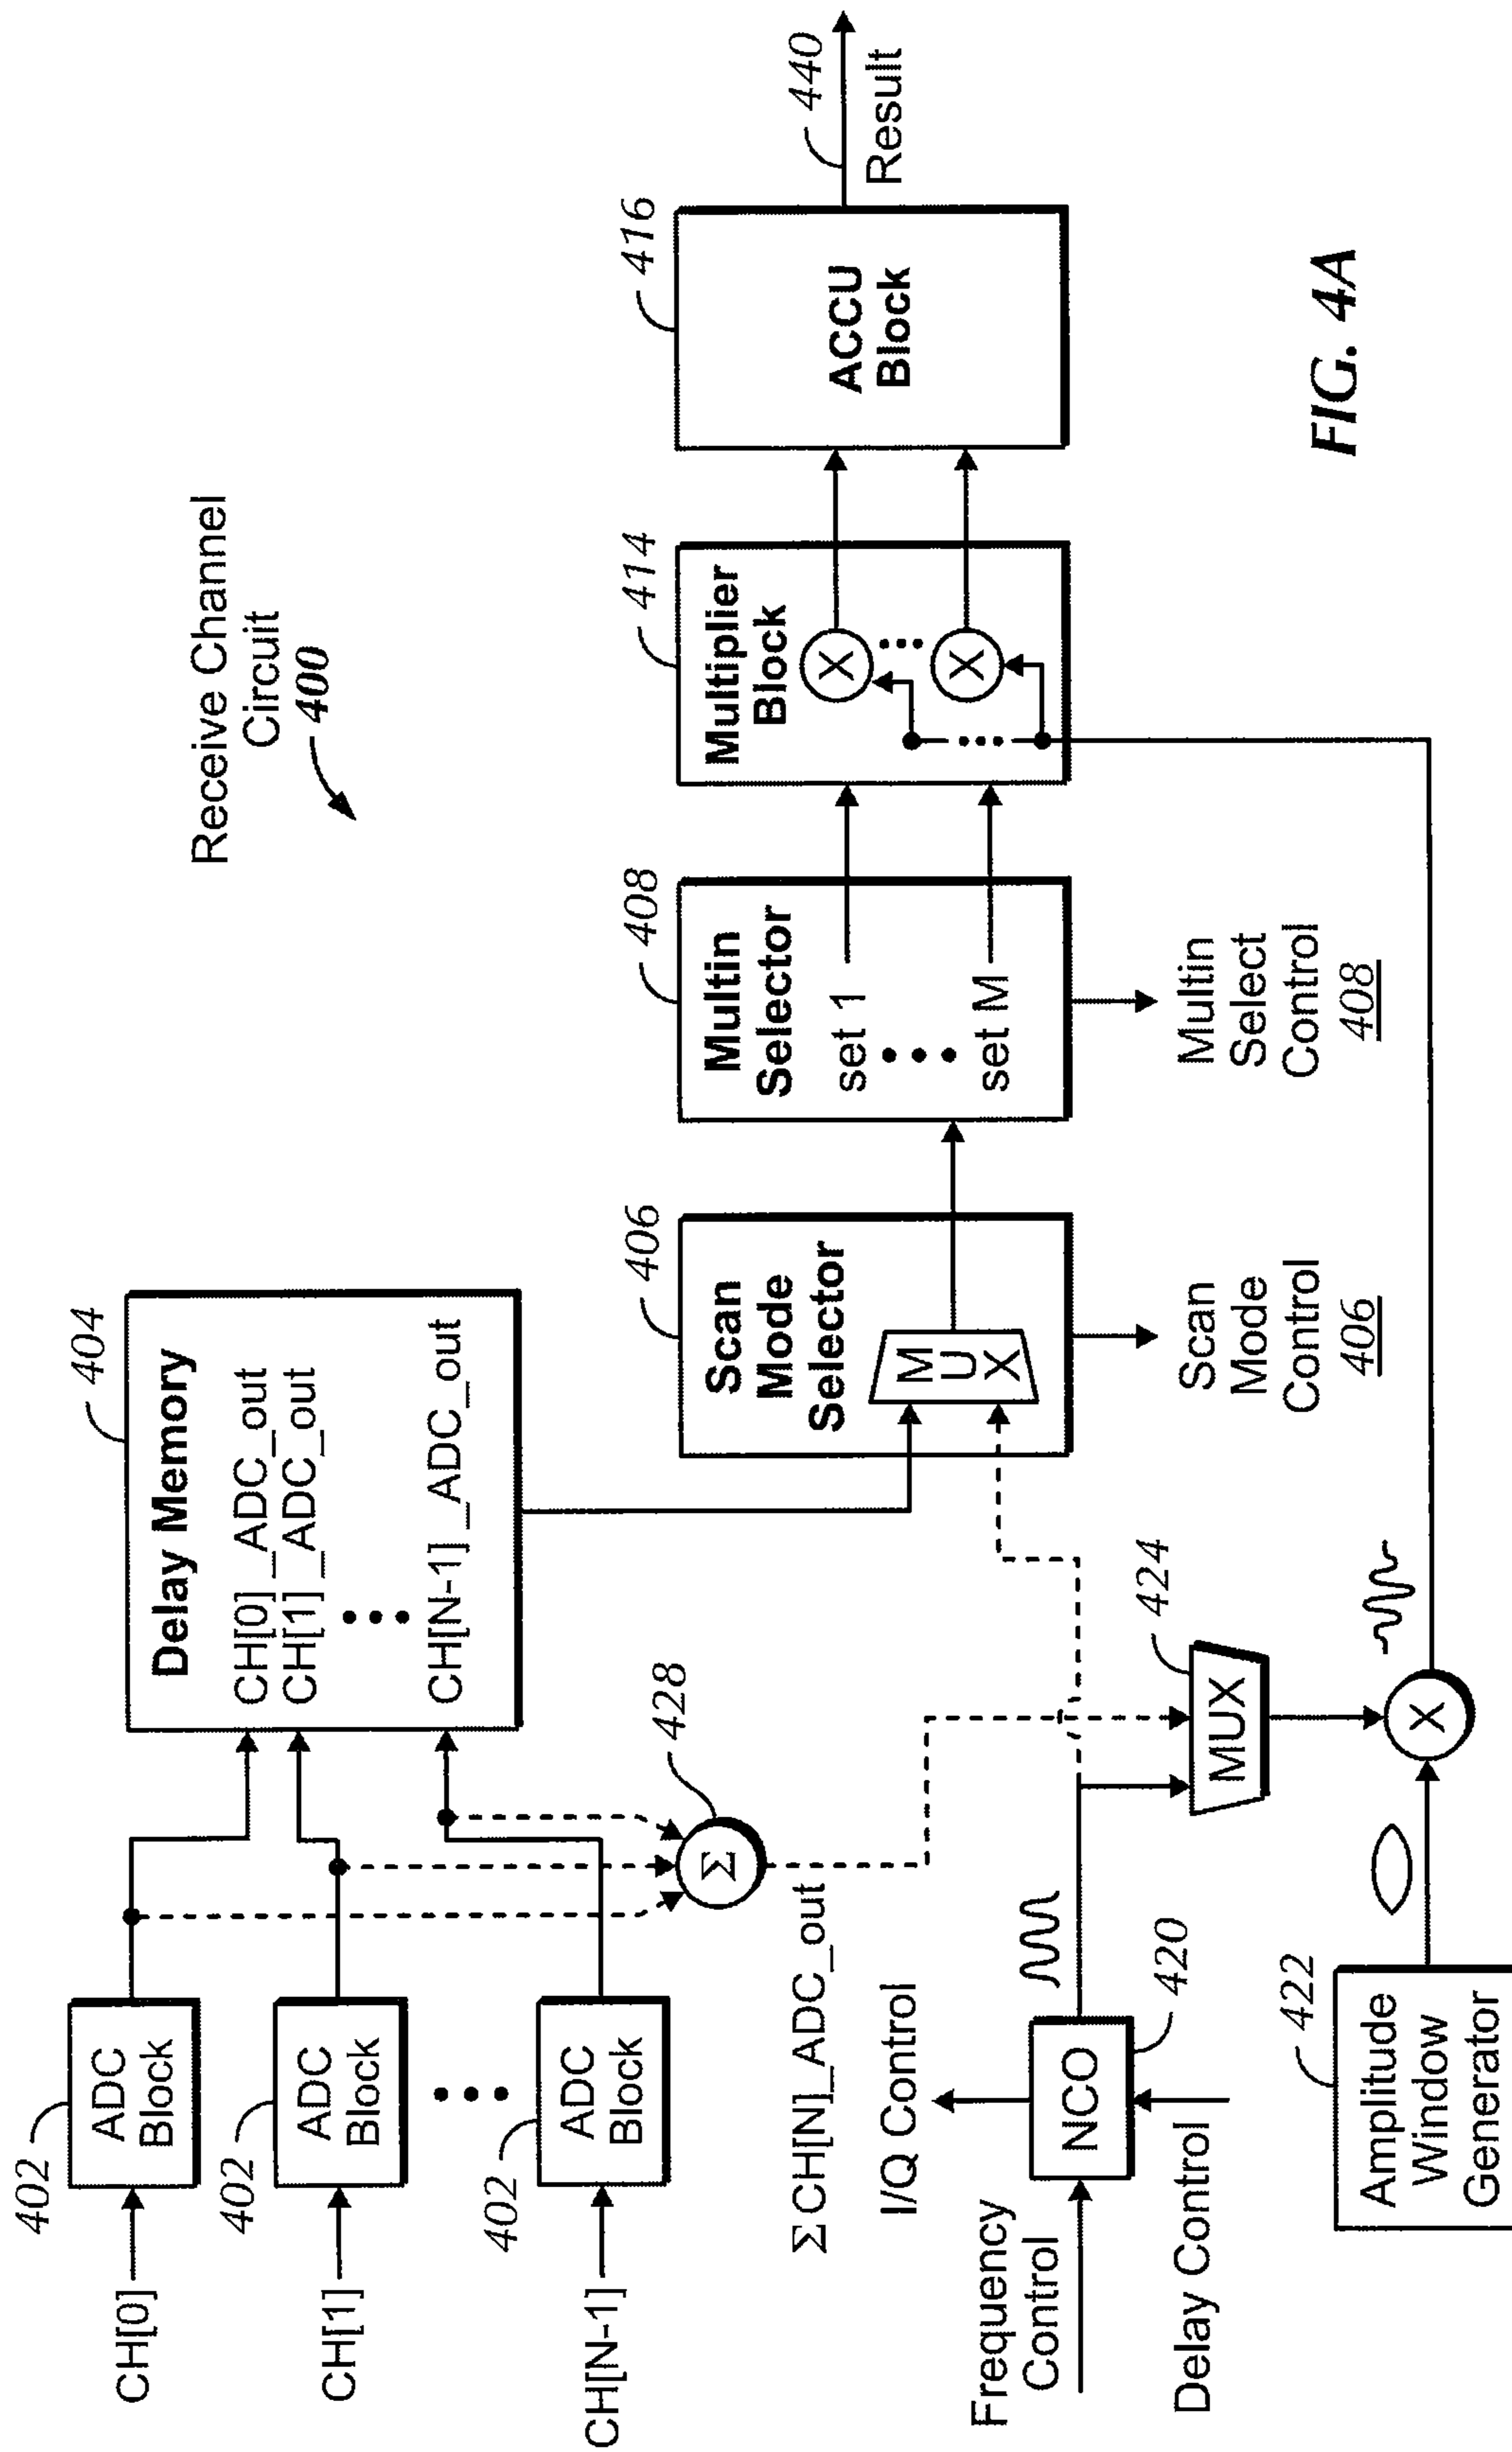 Receive Channel
Circuit
400
CH[0]
402
ADC
Block
CH[1]
402
ADC
Block
CH[N-1]
402
ADC
Block
404
Delay Memory
CH[0]_ADC_out
CH[1]_ADC_out
CH[N-1]_ADC_out
428
Σ
Σ CH[N]_ADC_out
406
Scan
Mode
Selector
MUX
Scan
Mode
Control
406
408
Multin
Selector
set 1
set M
Multin
Select
Control
408
414
Multiplier
Block
X
X
416
ACCU
Block
440
Result
I/Q Control
Frequency
Control
NCO
420
Delay Control
424
MUX
X
422
Amplitude
Window
Generator
FIG. 4A